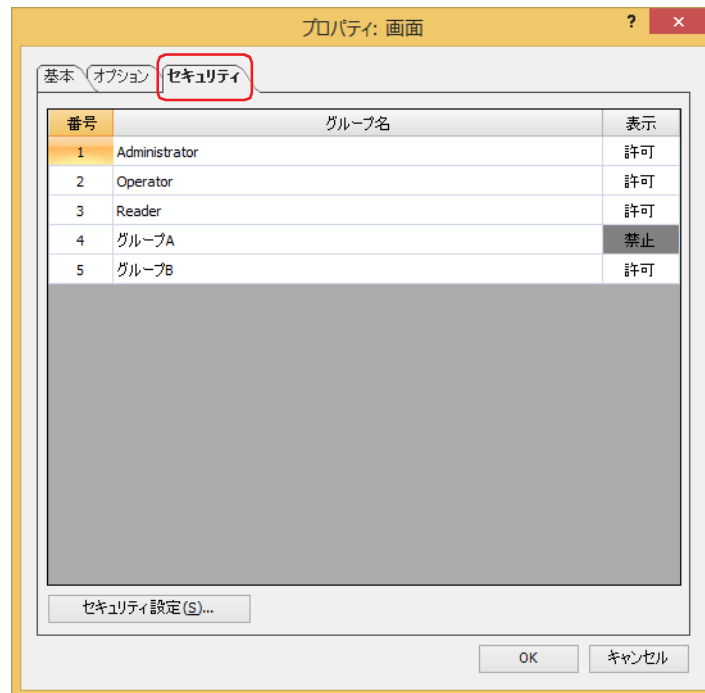 プロパティ: 画面 ? ×
基本 オプション セキュリティ
番号 グループ名 表示
1 Administrator 許可
2 Operator 許可
3 Reader 許可
4 グループA 禁止
5 グループB 許可
セキュリティ設定(S)...
OK キャンセル